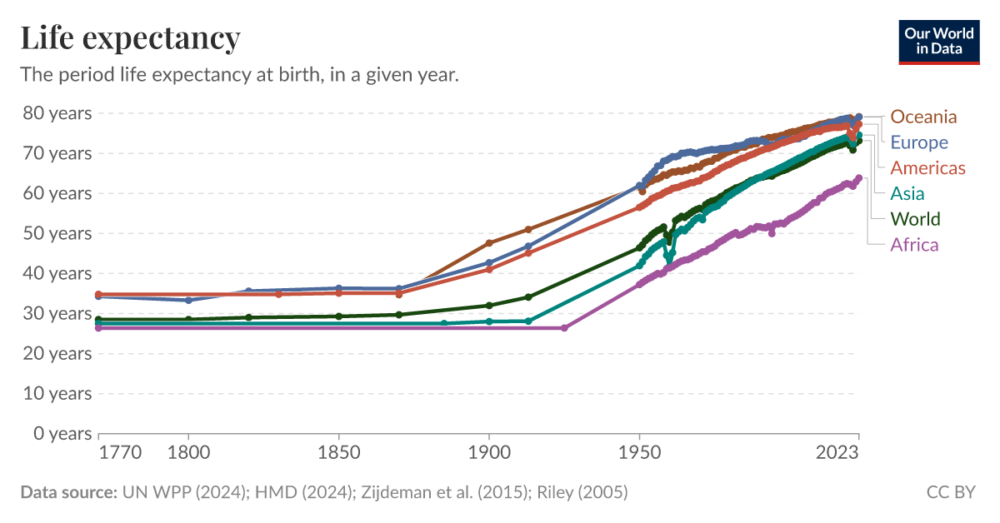 Life expectancy
Our World
in Data
The period life expectancy at birth, in a given year.
80 years
70 years
60 years
50 years
40 years
30 years
20 years
10 years
0 years
Oceania
Europe
Americas
Asia
World
Africa
1770 1800 1850 1900 1950 2023
Data source: UN WPP (2024); HMD (2024); Zijdeman et al. (2015); Riley (2005) CC BY